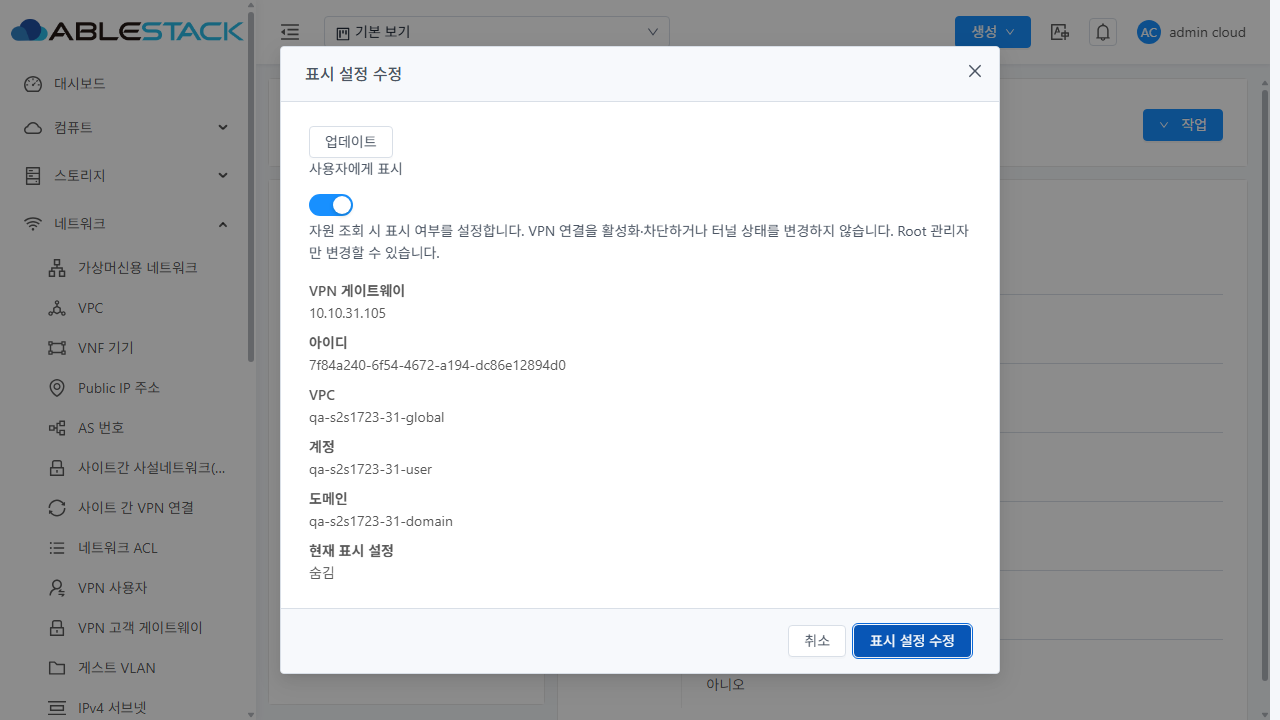 ABLESTACK
기본 보기
생성
AC
admin cloud
대시보드
컴퓨트
스토리지
네트워크
가상머신용 네트워크
VPC
VNF 기기
Public IP 주소
AS 번호
사이트간 사설네트워크(...
사이트 간 VPN 연결
네트워크 ACL
VPN 사용자
VPN 고객 게이트웨이
게스트 VLAN
IPv4 서브넷
작업
표시 설정 수정
업데이트
사용자에게 표시
자원 조회 시 표시 여부를 설정합니다. VPN 연결을 활성화·차단하거나 터널 상태를 변경하지 않습니다. Root 관리자
만 변경할 수 있습니다.
VPN 게이트웨이
10.10.31.105
아이디
7f84a240-6f54-4672-a194-dc86e12894d0
VPC
qa-s2s1723-31-global
계정
qa-s2s1723-31-user
도메인
qa-s2s1723-31-domain
현재 표시 설정
숨김
취소
표시 설정 수정
아니오